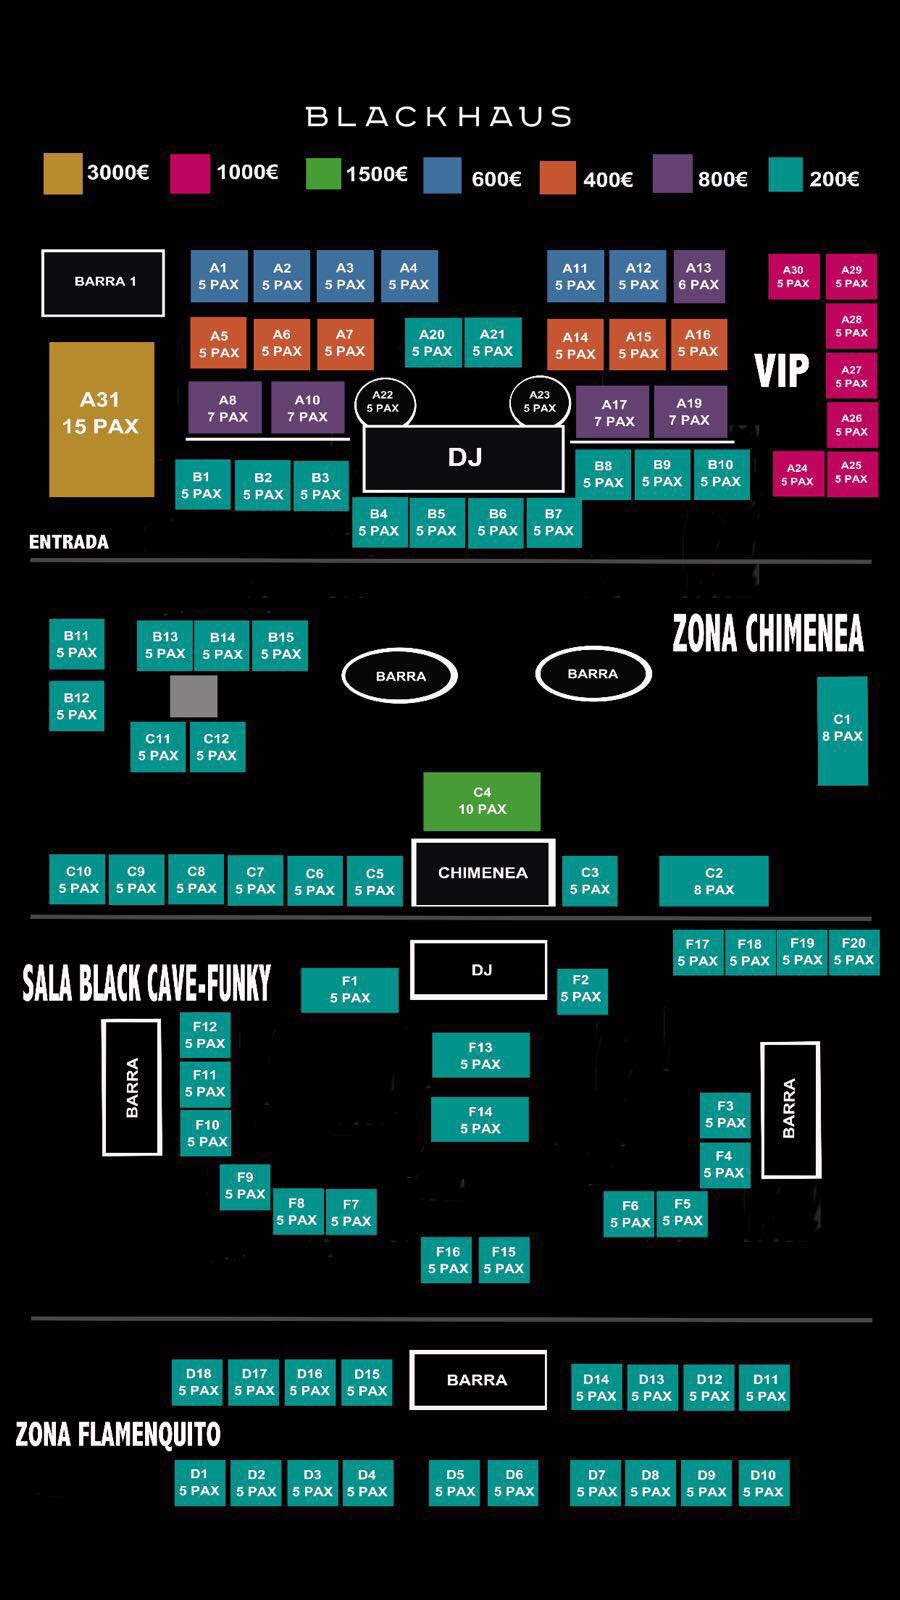 BLACKHAUS
3000€ 1000€ 1500€ 600€ 400€ 800€ 200€
BARRA 1
A1
5 PAX
A2
5 PAX
A3
5 PAX
A4
5 PAX
A11
5 PAX
A12
5 PAX
A13
6 PAX
A30
5 PAX
A29
5 PAX
A28
5 PAX
A5
5 PAX
A6
5 PAX
A7
5 PAX
A20
5 PAX
A21
5 PAX
A14
5 PAX
A15
5 PAX
A16
5 PAX
VIP
A27
5 PAX
A31
15 PAX
A8
7 PAX
A10
7 PAX
A22
5 PAX
A23
5 PAX
A17
7 PAX
A19
7 PAX
A26
5 PAX
DJ
A24
5 PAX
A25
5 PAX
B1
5 PAX
B2
5 PAX
B3
5 PAX
B8
5 PAX
B9
5 PAX
B10
5 PAX
B4
5 PAX
B5
5 PAX
B6
5 PAX
B7
5 PAX
ENTRADA
ZONA CHIMENEA
B11
5 PAX
B13
5 PAX
B14
5 PAX
B15
5 PAX
BARRA
BARRA
B12
5 PAX
C11
5 PAX
C12
5 PAX
C1
8 PAX
C4
10 PAX
C10
5 PAX
C9
5 PAX
C8
5 PAX
C7
5 PAX
C6
5 PAX
C5
5 PAX
CHIMENEA
C3
5 PAX
C2
8 PAX
F17
5 PAX
F18
5 PAX
F19
5 PAX
F20
5 PAX
SALA BLACK CAVE-FUNKY
F1
5 PAX
DJ
F2
5 PAX
BARRA
F12
5 PAX
F11
5 PAX
F10
5 PAX
F13
5 PAX
F14
5 PAX
F3
5 PAX
F4
5 PAX
BARRA
F9
5 PAX
F8
5 PAX
F7
5 PAX
F6
5 PAX
F5
5 PAX
F16
5 PAX
F15
5 PAX
D18
5 PAX
D17
5 PAX
D16
5 PAX
D15
5 PAX
BARRA
D14
5 PAX
D13
5 PAX
D12
5 PAX
D11
5 PAX
ZONA FLAMENQUITO
D1
5 PAX
D2
5 PAX
D3
5 PAX
D4
5 PAX
D5
5 PAX
D6
5 PAX
D7
5 PAX
D8
5 PAX
D9
5 PAX
D10
5 PAX